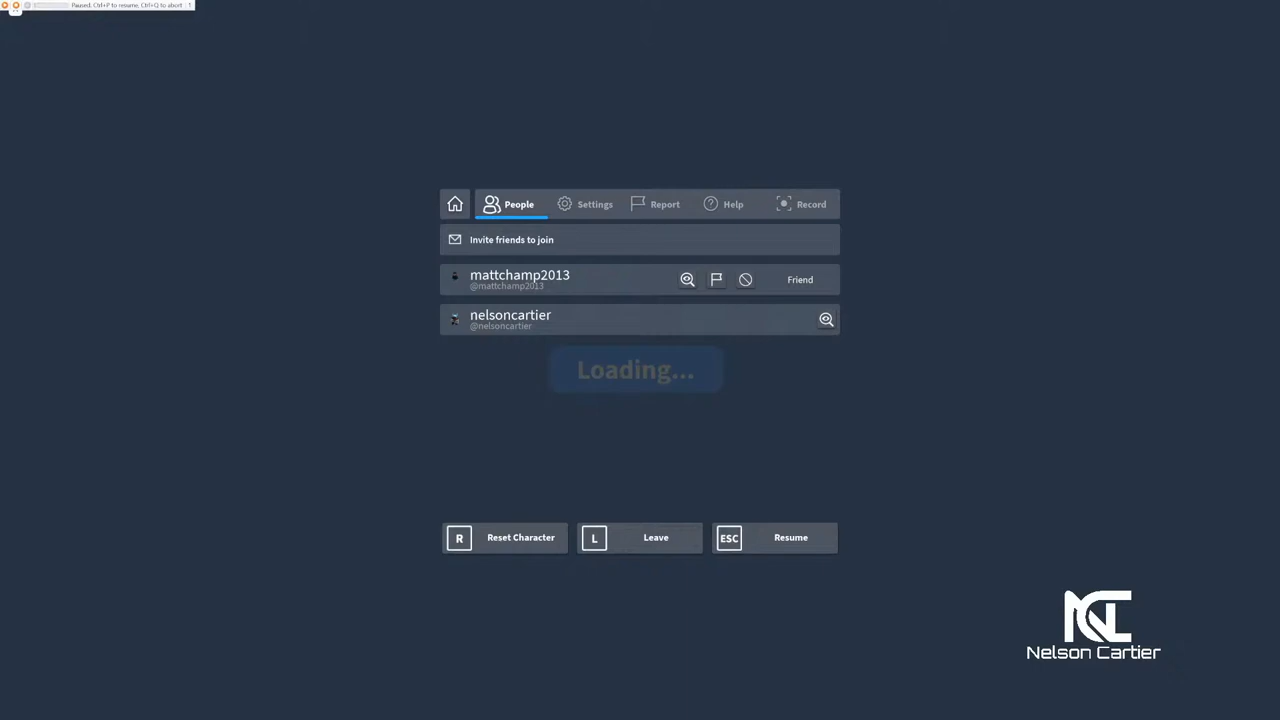 Paused. Ctrl+P to resume, Ctrl+Q to abort
People
Settings
Report
Help
Record
Invite friends to join
mattchamp2013
@mattchamp2013
Friend
nelsoncartier
@nelsoncartier
Loading...
R Reset Character
L Leave
ESC Resume
NC
Nelson Cartier